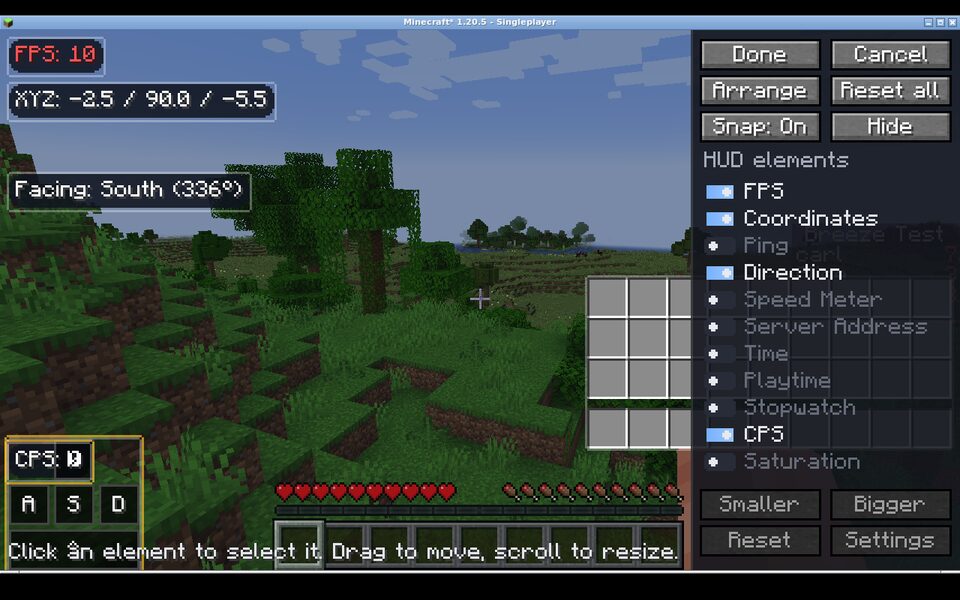 Minecraft* 1.20.5 - Singleplayer
FPS: 10
XYZ: -2.5 / 90.0 / -5.5
Facing: South (336°)
CPS: 0
A S D
Click an element to select it. Drag to move, scroll to resize.
Done
Cancel
Arrange
Reset all
Snap: On
Hide
HUD elements
FPS
Coordinates
Ping
Direction
Speed Meter
Server Address
Time
Playtime
Stopwatch
CPS
Saturation
Smaller
Bigger
Reset
Settings